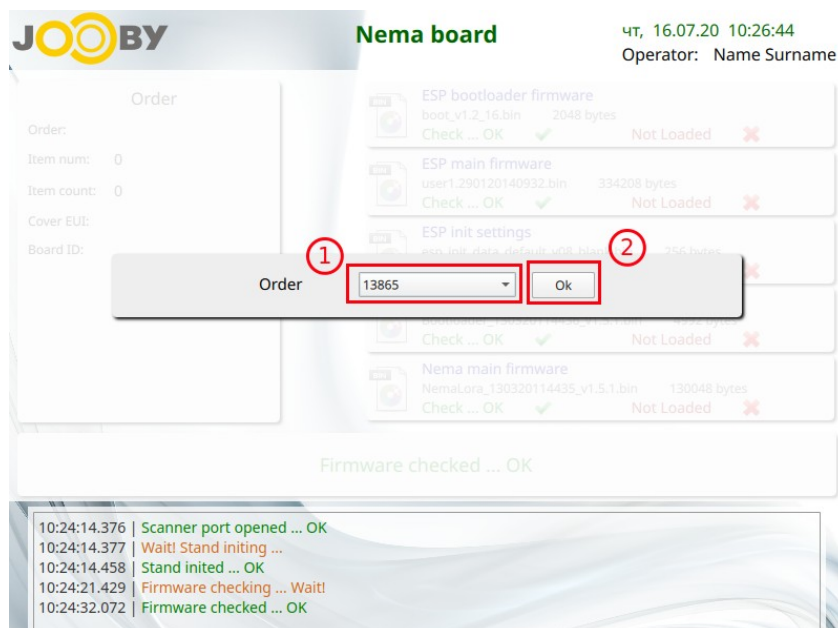 JOOBY
Nema board
чт, 16.07.20 10:26:44
Operator: Name Surname
Order
Order:
Item num: 0
Item count: 0
Cover EUI:
Board ID:
ESP bootloader firmware
boot_v1.2_16.bin 2048 bytes
Check ... OK Not Loaded
ESP main firmware
user1.290120140932.bin 334208 bytes
Check ... OK Not Loaded
ESP init settings
256 bytes
1
2
Order 13865 Ok
Check ... OK Not Loaded
Nema main firmware
NemaLora_130320114435_v1.5.1.bin 130048 bytes
Check ... OK Not Loaded
Firmware checked ... OK
10:24:14.376 | Scanner port opened ... OK
10:24:14.377 | Wait! Stand initing ...
10:24:14.458 | Stand inited ... OK
10:24:21.429 | Firmware checking ... Wait!
10:24:32.072 | Firmware checked ... OK